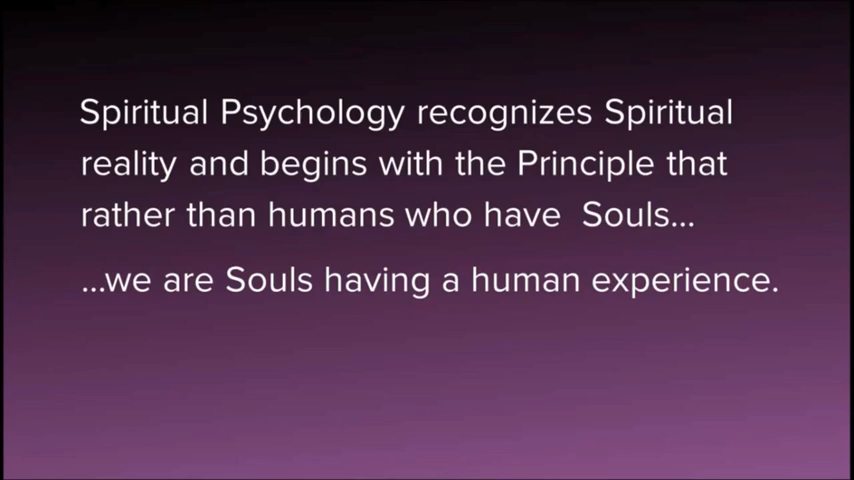 Spiritual Psychology recognizes Spiritual
reality and begins with the Principle that
rather than humans who have  Souls...
...we are Souls having a human experience.